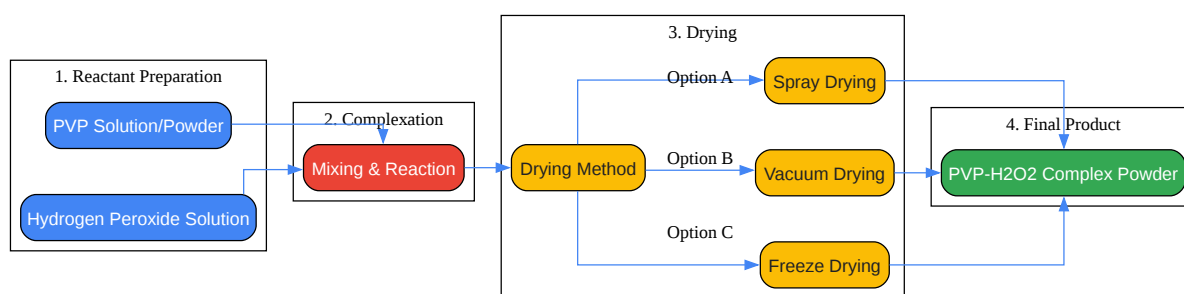 1. Reactant Preparation
PVP Solution/Powder
Hydrogen Peroxide Solution
2. Complexation
Mixing & Reaction
3. Drying
Drying Method
Option A
Spray Drying
Option B
Vacuum Drying
Option C
Freeze Drying
4. Final Product
PVP-H2O2 Complex Powder